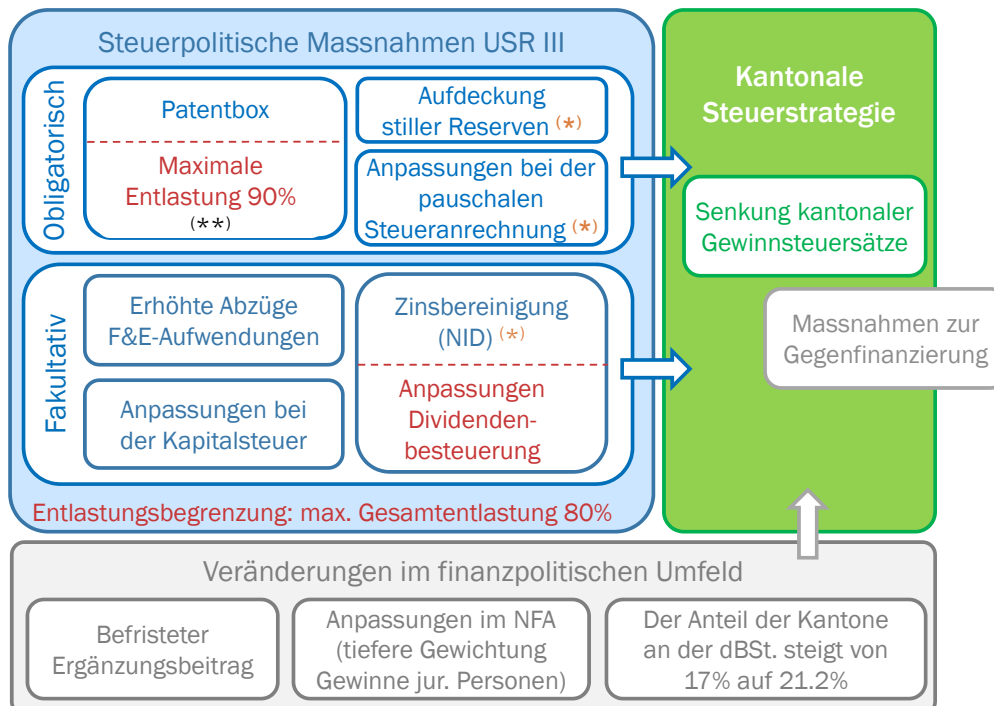 Steuerpolitische Massnahmen USR III
Obligatorisch
Patentbox
Maximale
Entlastung 90%
(**)
Aufdeckung
stiller Reserven (*)
Anpassungen bei der
pauschalen
Steueranrechnung (*)
Fakultativ
Erhöhte Abzüge
F&E-Aufwendungen
Anpassungen bei
der Kapitalsteuer
Zinsbereinigung
(NID) (*)
Anpassungen
Dividenden-
besteuerung
Entlastungsbegrenzung: max. Gesamtentlastung 80%
Kantonale
Steuerstrategie
Senkung kantonaler
Gewinnsteuersätze
Massnahmen zur
Gegenfinanzierung
Veränderungen im finanzpolitischen Umfeld
Befristeter
Ergänzungsbeitrag
Anpassungen im NFA
(tiefere Gewichtung
Gewinne jur. Personen)
Der Anteil der Kantone
an der dBSt. steigt von
17% auf 21.2%